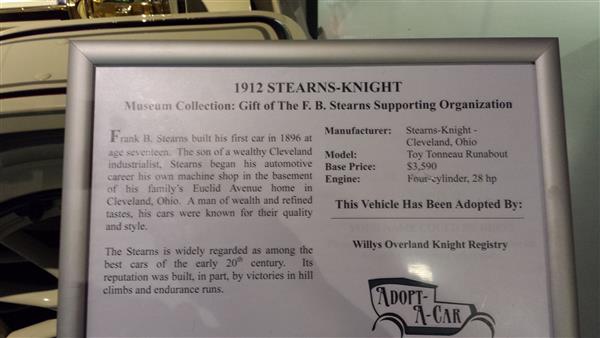 1912 STEARNS-KNIGHT
Museum Collection: Gift of The F. B. Stearns Supporting Organization
Frank B. Stearns built his first car in 1896 at
age seventeen. The son of a wealthy Cleveland
industrialist, Stearns began his automotive
career his own machine shop in the basement
of his family's Euclid Avenue home in
Cleveland, Ohio. A man of wealth and refined
tastes, his cars were known for their quality
and style.
The Stearns is widely regarded as among the
best cars of the early 20th century. Its
reputation was built, in part, by victories in hill
climbs and endurance runs.
Manufacturer: Stearns-Knight -
Cleveland, Ohio
Model: Toy Tonneau Runabout
Base Price: $3,590
Engine: Four-cylinder, 28 hp
This Vehicle Has Been Adopted By:
Willys Overland Knight Registry
ADOPT-
A-CAR